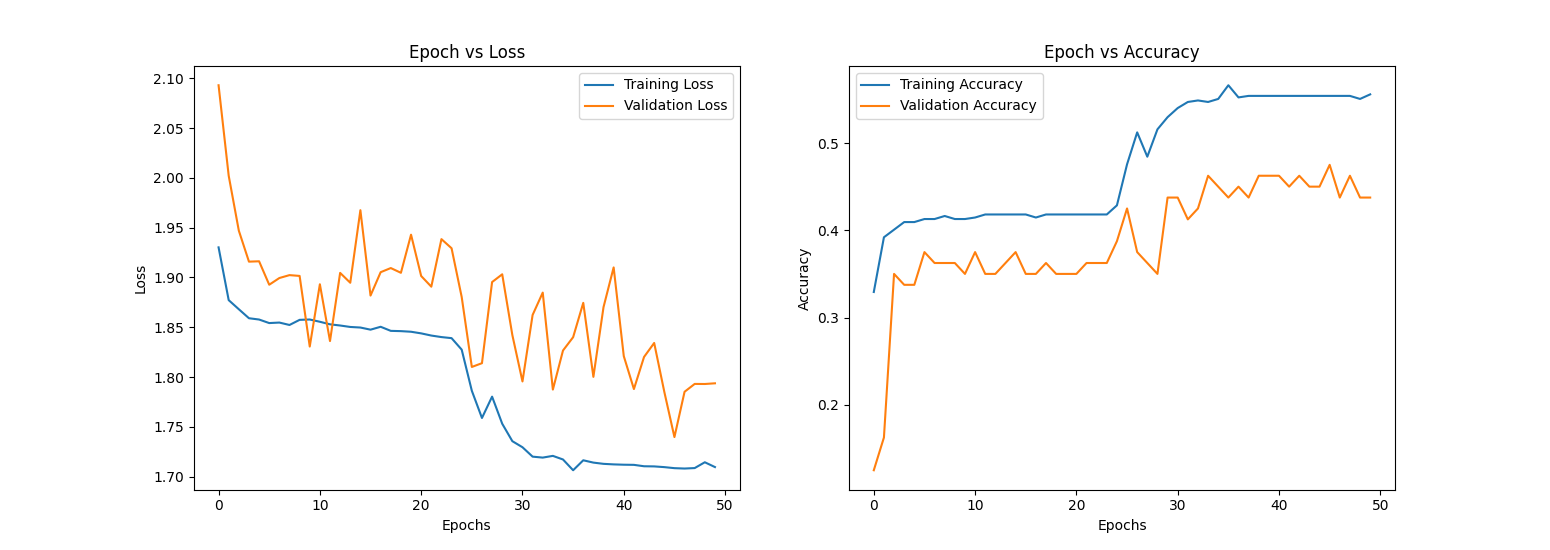 Epoch vs Loss
Training Loss
Validation Loss
2.10
2.05
2.00
1.95
1.90
1.85
1.80
1.75
1.70
Loss
0 10 20 30 40 50
Epochs
Epoch vs Accuracy
Training Accuracy
Validation Accuracy
0.5
0.4
0.3
0.2
Accuracy
0 10 20 30 40 50
Epochs